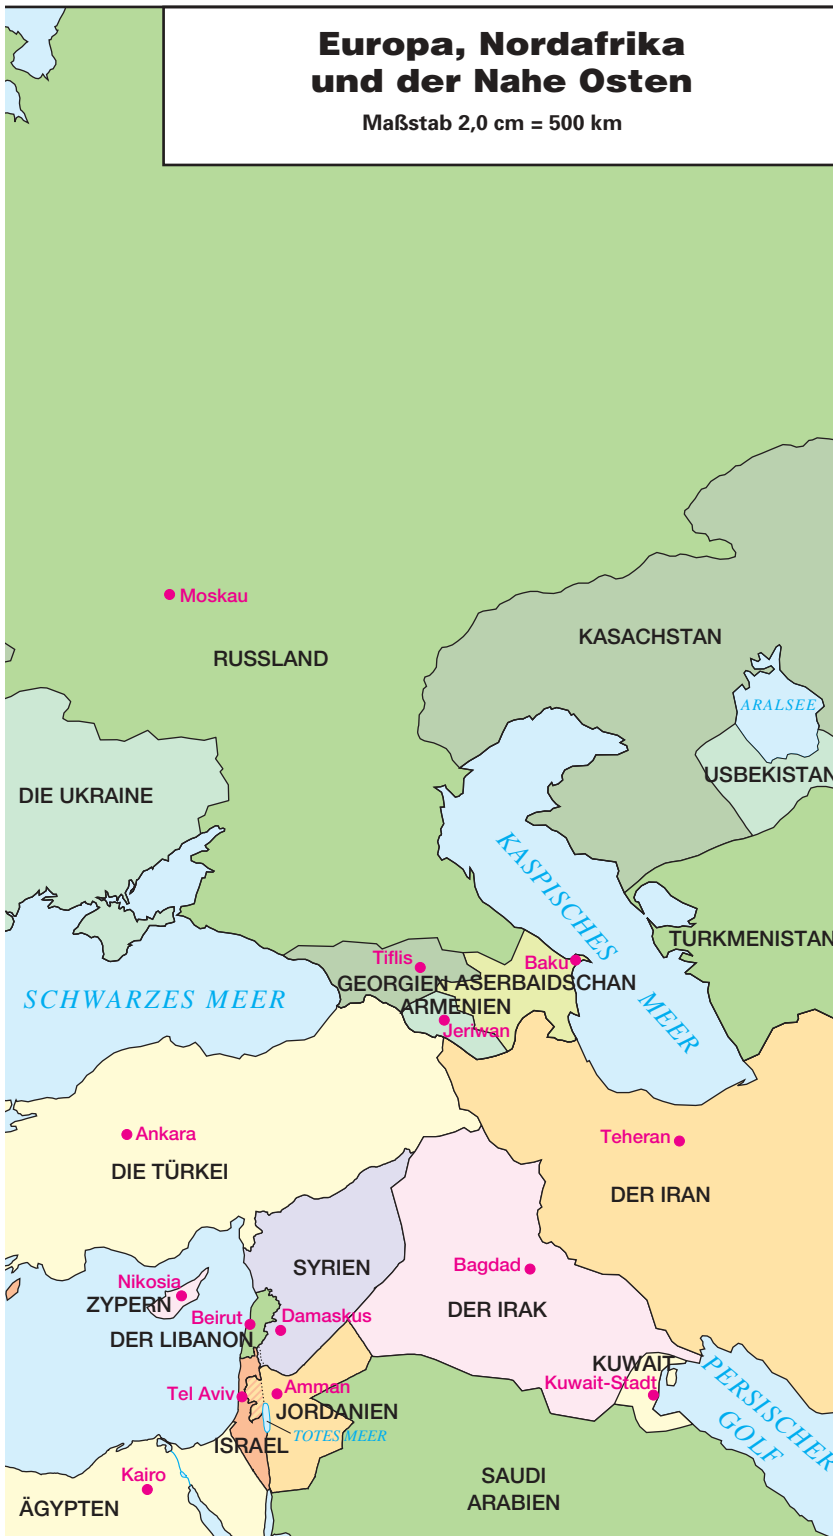 Europa, Nordafrika
und der Nahe Osten
Maßstab 2,0 cm = 500 km
Moskau
RUSSLAND
KASACHSTAN
ARALSEE
USBEKISTAN
DIE UKRAINE
KASPISCHES
MEER
TURKMENISTAN
Tiflis
Baku
GEORGIEN
ASERBAIDSCHAN
SCHWARZES MEER
ARMENIEN
Jeriwan
Ankara
Teheran
DIE TÜRKEI
DER IRAN
SYRIEN
Bagdad
Nikosia
ZYPERN
DER IRAK
Beirut
Damaskus
DER LIBANON
KUWAIT
PERSISCHER
GOLF
Kuwait-Stadt
Tel Aviv
Amman
JORDANIEN
TOTES MEER
ISRAEL
Kairo
SAUDI
ARABIEN
ÄGYPTEN